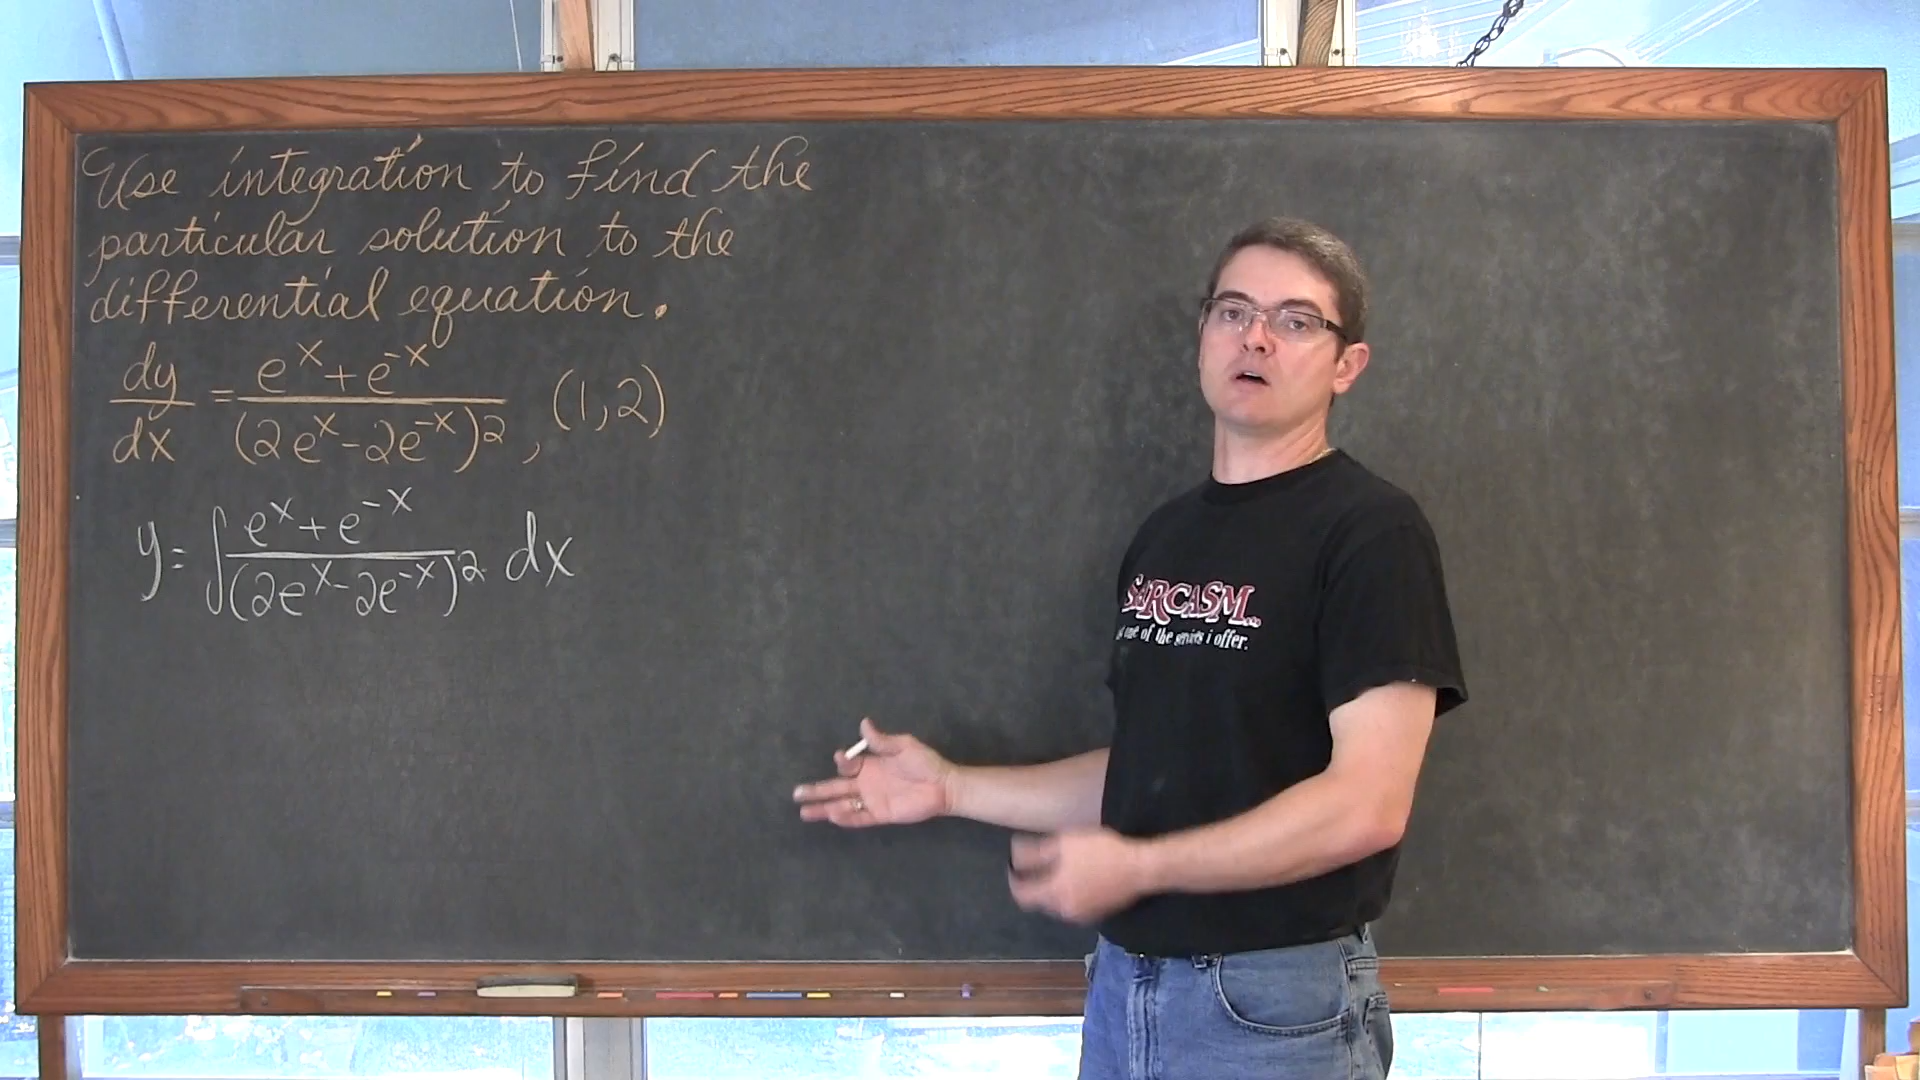 Use integration to find the
particular solution to the
differential equation.
dy/dx = (e^x + e^-x)/(2e^x - 2e^-x)^2, (1,2)
y = ∫ (e^x + e^-x)/(2e^x - 2e^-x)^2 dx
SARCASM...
one of the services i offer.